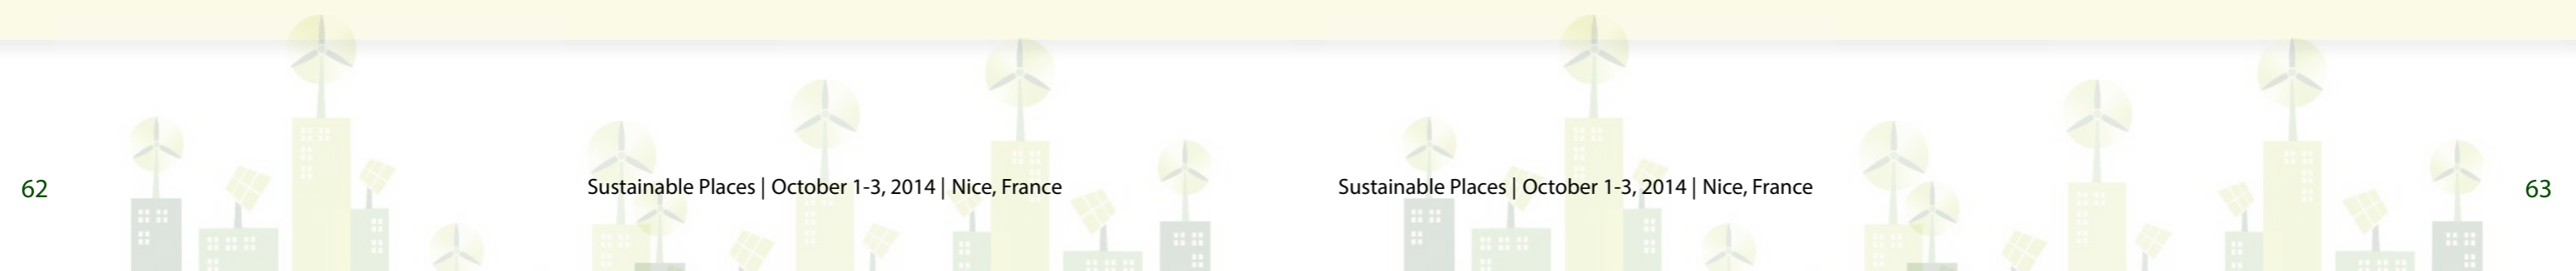 62
Sustainable Places | October 1-3, 2014 | Nice, France
Sustainable Places | October 1-3, 2014 | Nice, France
63